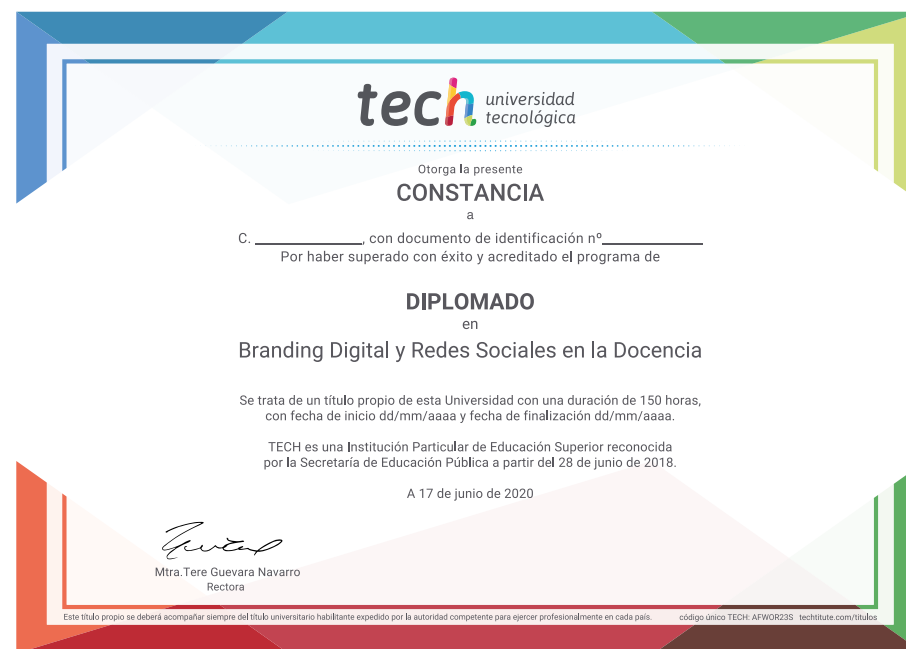 tech universidad
tecnológica
Otorga la presente
CONSTANCIA
a
C. ____________, con documento de identificación nº____________
Por haber superado con éxito y acreditado el programa de
DIPLOMADO
en
Branding Digital y Redes Sociales en la Docencia
Se trata de un título propio de esta Universidad con una duración de 150 horas,
con fecha de inicio dd/mm/aaaa y fecha de finalización dd/mm/aaaa.
TECH es una Institución Particular de Educación Superior reconocida
por la Secretaría de Educación Pública a partir del 28 de junio de 2018.
A 17 de junio de 2020
Mtra.Tere Guevara Navarro
Rectora
Este título propio se deberá acompañar siempre del título universitario habilitante expedido por la autoridad competente para ejercer profesionalmente en cada país. código único TECH: AFWOR23S techtitute.com/titulos